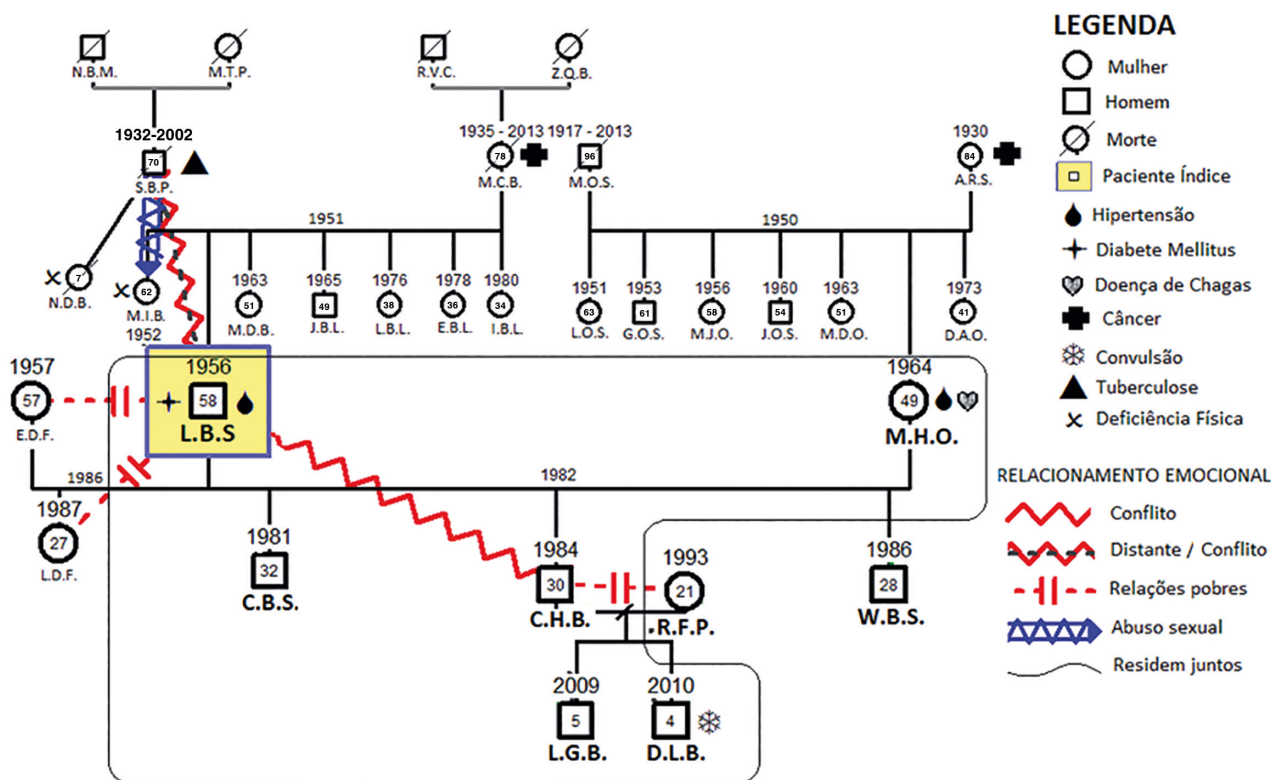 LEGENDA
Mulher
Homem
Morte
Paciente Índice
Hipertensão
Diabete Mellitus
Doença de Chagas
Câncer
Convulsão
Tuberculose
Deficiência Física
RELACIONAMENTO EMOCIONAL
Conflito
Distante / Conflito
Relações pobres
Abuso sexual
Residem juntos
N.B.M. M.T.P. R.V.C. Z.Q.B.
1932-2002 1935 - 2013 1917 - 2013 1930
70 78 96 84
S.B.P. M.C.B. M.O.S. A.R.S.
1951 1950
7 62
N.D.B. M.I.B.
1952
1963 1965 1976 1978 1980
51 49 38 36 34
M.D.B. J.B.L. L.B.L. E.B.L. I.B.L.
1951 1953 1956 1960 1963 1973
63 61 58 54 51 41
L.O.S. G.O.S. M.J.O. J.O.S. M.D.O. D.A.O.
1957 1956 1964
57 58 49
E.D.F. L.B.S M.H.O.
1986 1982
1987 1981 1984 1993 1986
27 32 30 21 28
L.D.F. C.B.S. C.H.B. R.F.P. W.B.S.
2009 2010
5 4
L.G.B. D.L.B.